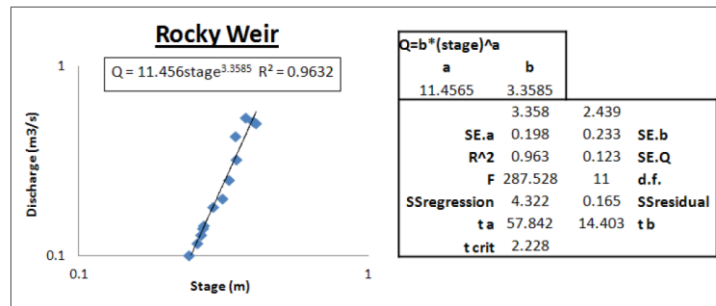 Rocky Weir
Q = 11.456stage^3.3585 R² = 0.9632
1
Discharge (m3/s)
0.1
0.1
1
Stage (m)
Q=b*(stage)^a
a b
11.4565 3.3585
3.358 2.439
SE.a 0.198 0.233 SE.b
R^2 0.963 0.123 SE.Q
F 287.528 11 d.f.
SSregression 4.322 0.165 SSresidual
t a 57.842 14.403 t b
t crit 2.228